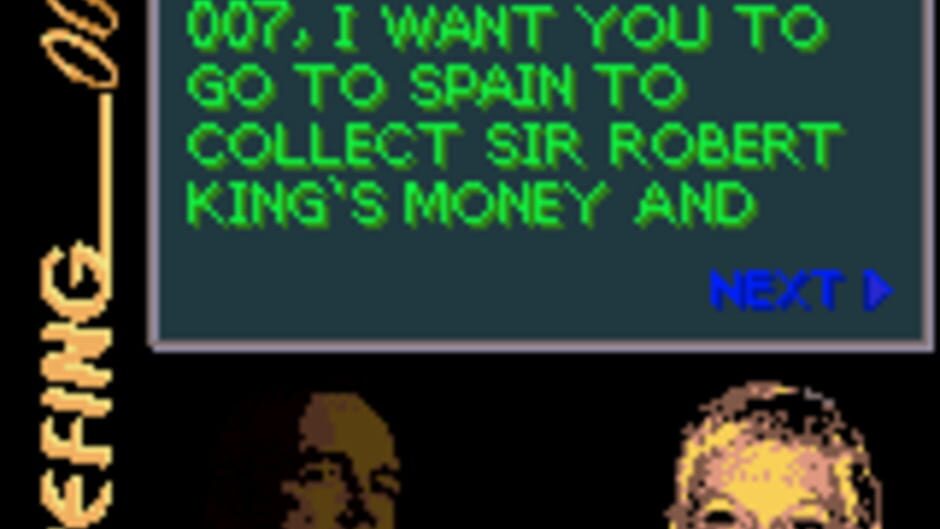 007, I WANT YOU TO
GO TO SPAIN TO
COLLECT SIR ROBERT
KING'S MONEY AND
NEXT